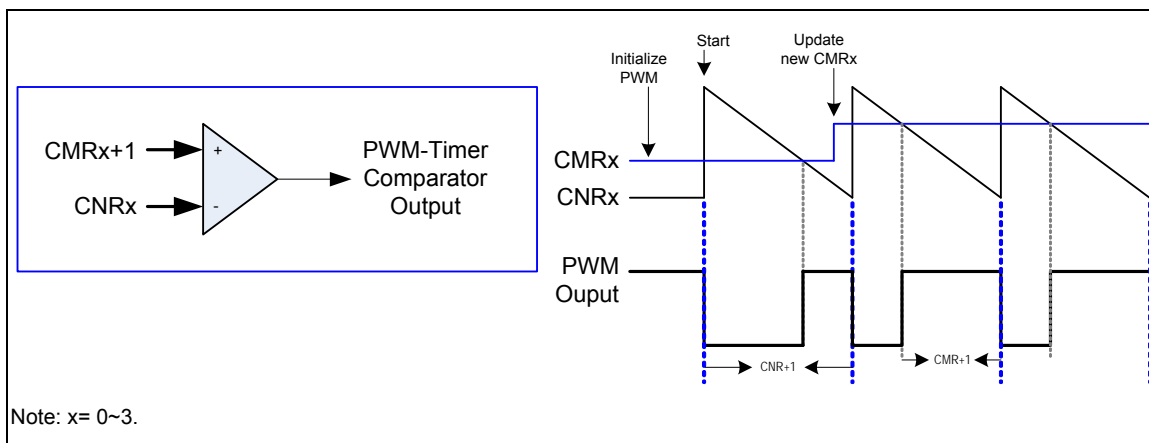 CMRx+1
CNRx
+
-
PWM-Timer
Comparator
Output
Initialize
PWM
Start
Update
new CMRx
CMRx
CNRx
PWM
Ouput
CNR+1
CMR+1
Note: x= 0~3.